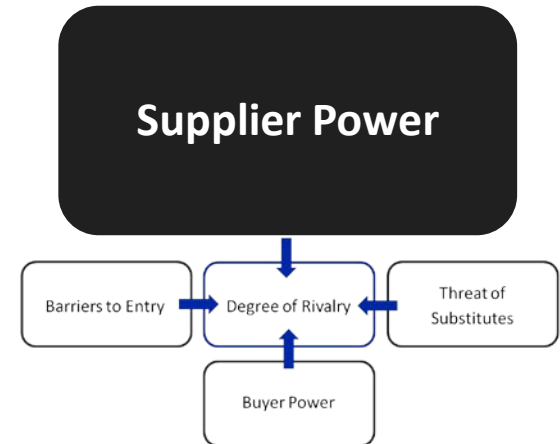 Supplier Power
Barriers to Entry
Degree of Rivalry
Threat of
Substitutes
Buyer Power